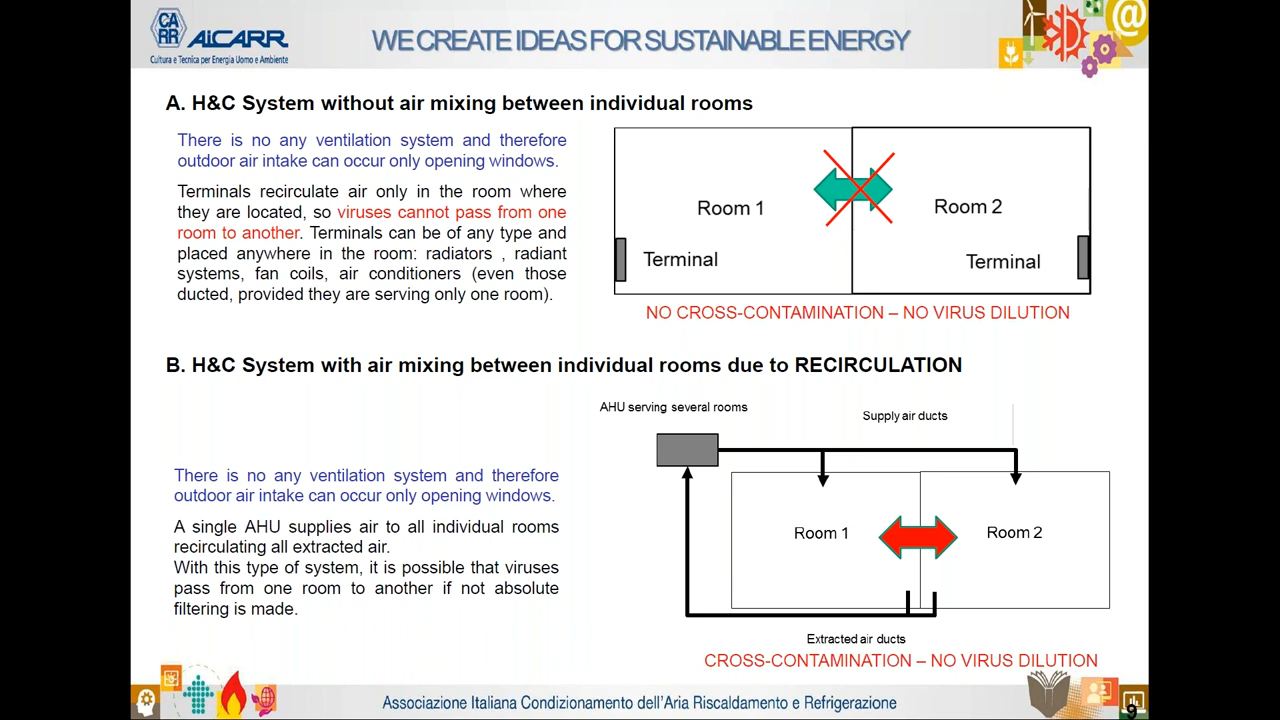 CA
RR
AiCARR
Cultura e Tecnica per Energia Uomo e Ambiente
WE CREATE IDEAS FOR SUSTAINABLE ENERGY
@
A. H&C System without air mixing between individual rooms
There is no any ventilation system and therefore
outdoor air intake can occur only opening windows.
Terminals recirculate air only in the room where
they are located, so viruses cannot pass from one
room to another. Terminals can be of any type and
placed anywhere in the room: radiators , radiant
systems, fan coils, air conditioners (even those
ducted, provided they are serving only one room).
Room 1
Room 2
Terminal
Terminal
NO CROSS-CONTAMINATION – NO VIRUS DILUTION
B. H&C System with air mixing between individual rooms due to RECIRCULATION
AHU serving several rooms
Supply air ducts
There is no any ventilation system and therefore
outdoor air intake can occur only opening windows.
A single AHU supplies air to all individual rooms
recirculating all extracted air.
With this type of system, it is possible that viruses
pass from one room to another if not absolute
filtering is made.
Room 1
Room 2
Extracted air ducts
CROSS-CONTAMINATION – NO VIRUS DILUTION
Associazione Italiana Condizionamento dell'Aria Riscaldamento e Refrigerazione
9